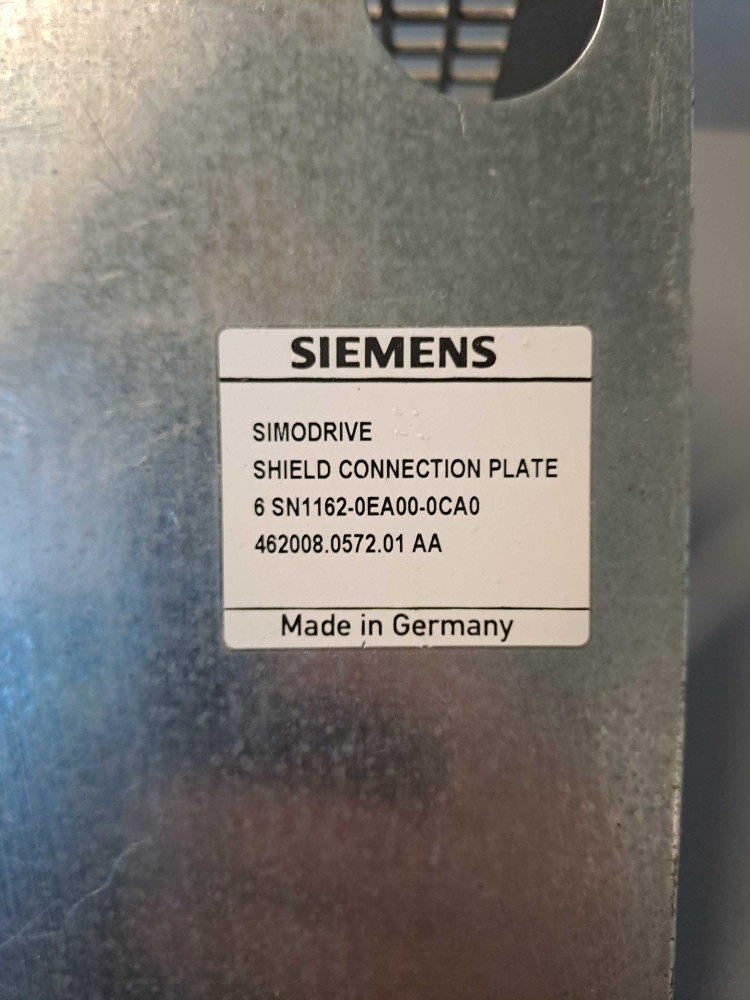 SIEMENS
SIMODRIVE
SHIELD CONNECTION PLATE
6 SN1162-0EA00-0CA0
462008.0572.01 AA
Made in Germany